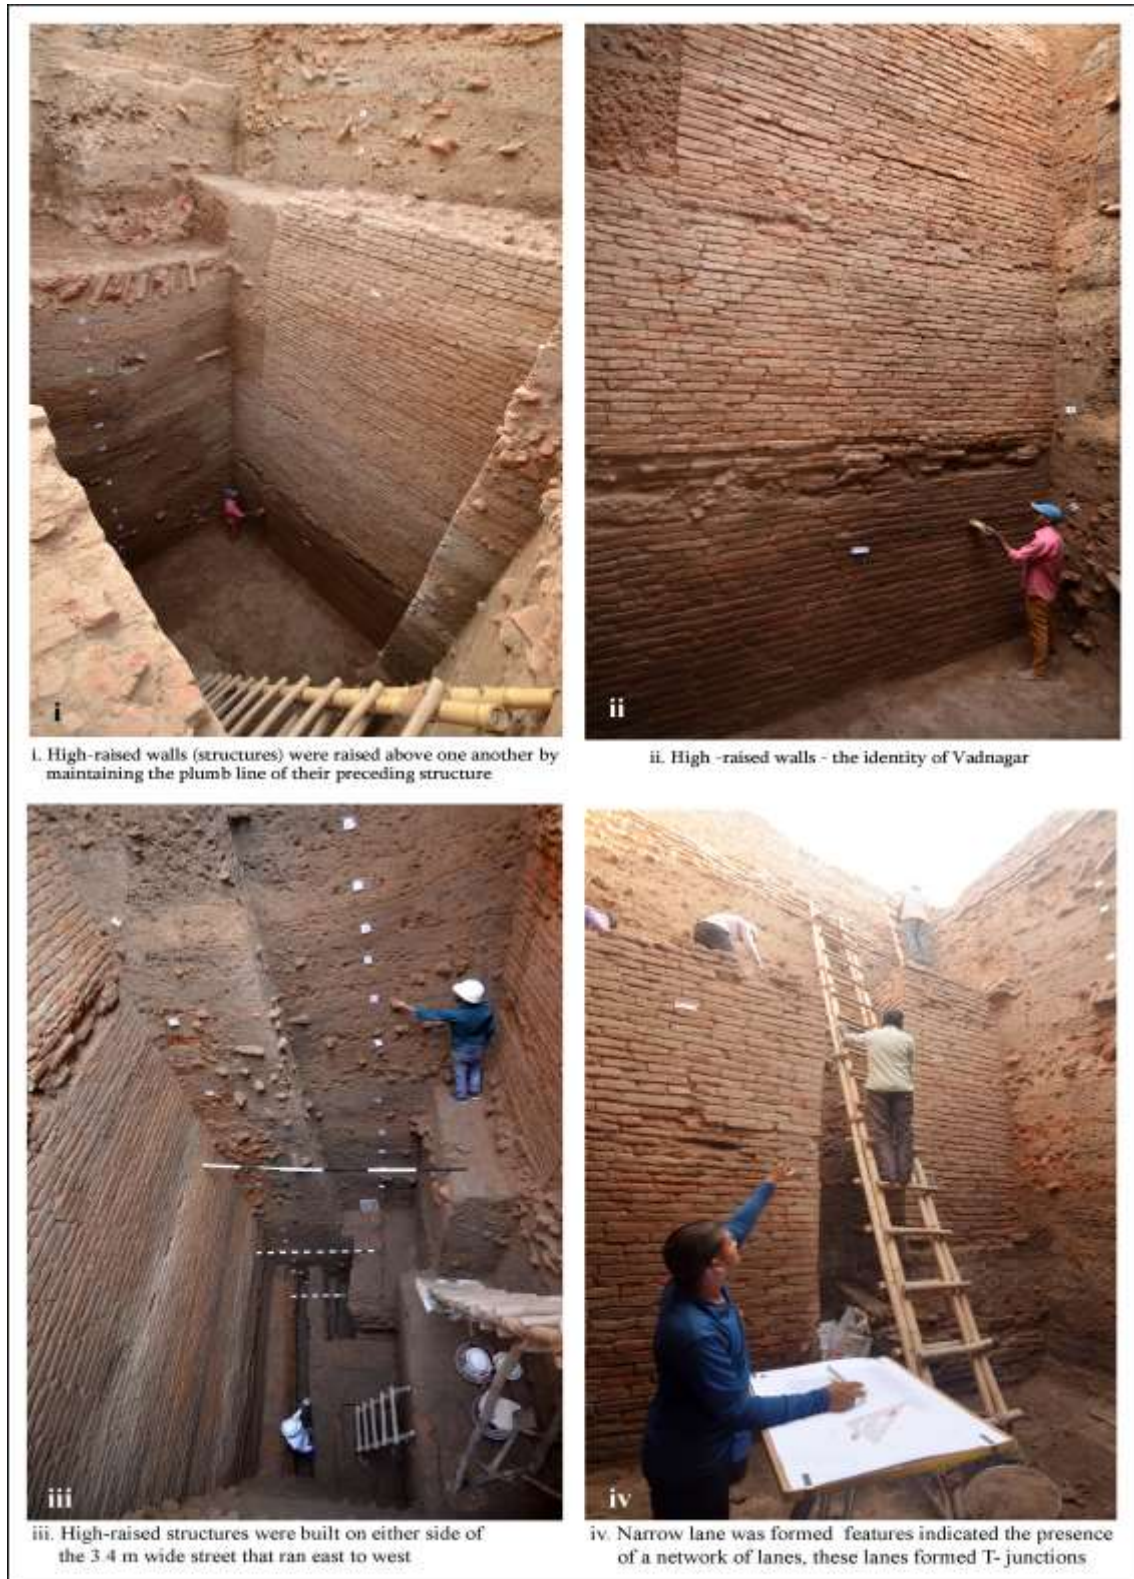 i
i. High-raised walls (structures) were raised above one another by
maintaining the plumb line of their preceding structure
ii
ii. High -raised walls - the identity of Vadnagar
iii
iii. High-raised structures were built on either side of
the 3.4 m wide street that ran east to west
iv
iv. Narrow lane was formed features indicated the presence
of a network of lanes, these lanes formed T- junctions